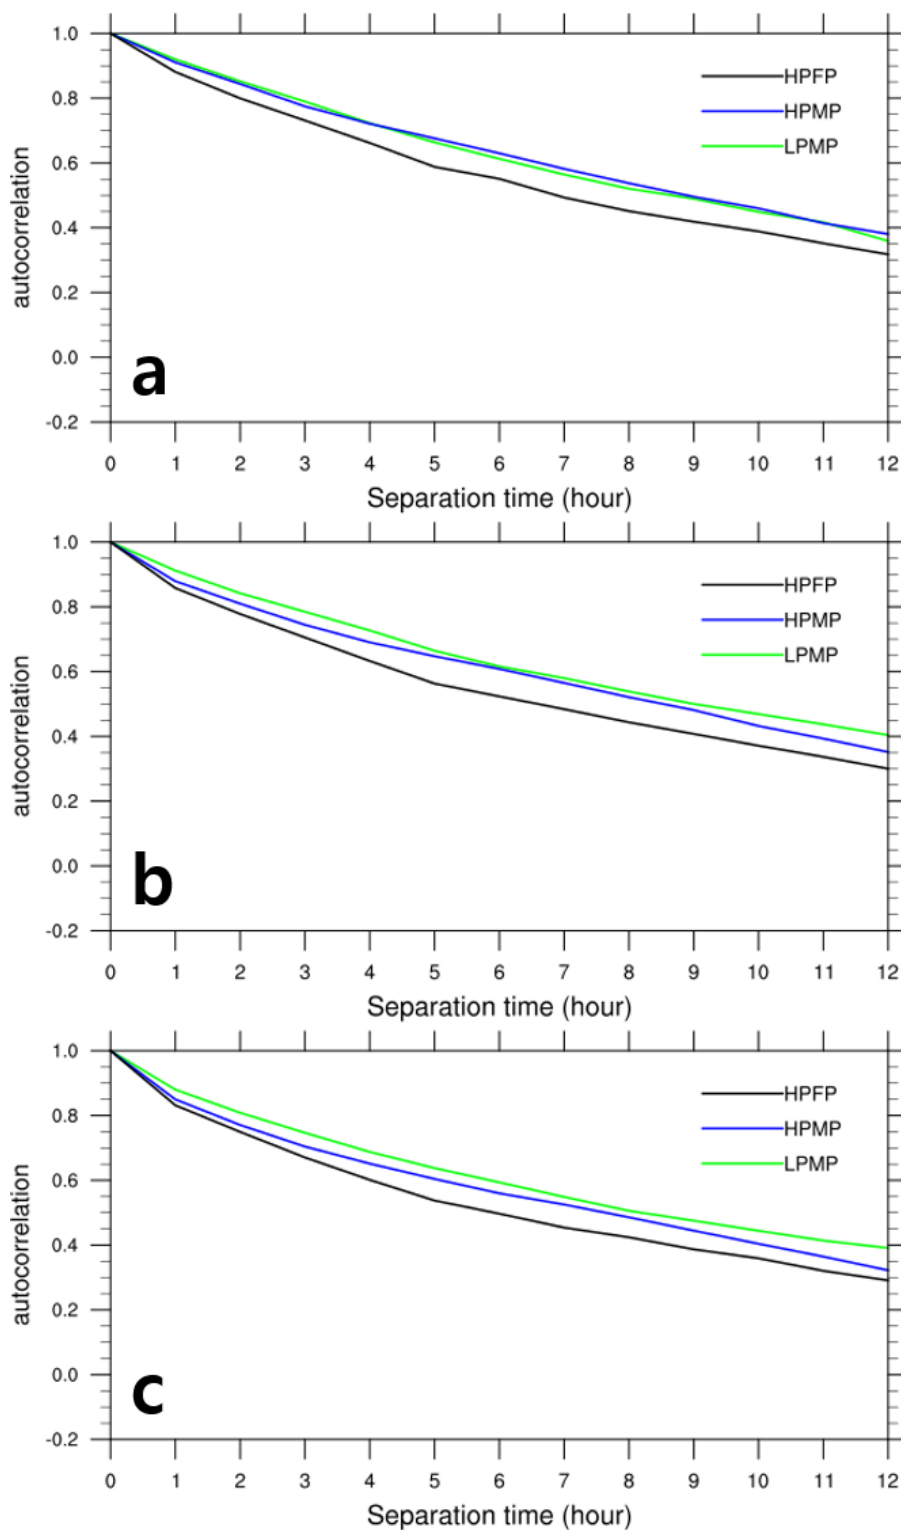 1.0
0.8
0.6
0.4
0.2
0.0
-0.2
autocorrelation
HPFP
HPMP
LPMP
a
0 1 2 3 4 5 6 7 8 9 10 11 12
Separation time (hour)
1.0
0.8
0.6
0.4
0.2
0.0
-0.2
autocorrelation
HPFP
HPMP
LPMP
b
0 1 2 3 4 5 6 7 8 9 10 11 12
Separation time (hour)
1.0
0.8
0.6
0.4
0.2
0.0
-0.2
autocorrelation
HPFP
HPMP
LPMP
c
0 1 2 3 4 5 6 7 8 9 10 11 12
Separation time (hour)